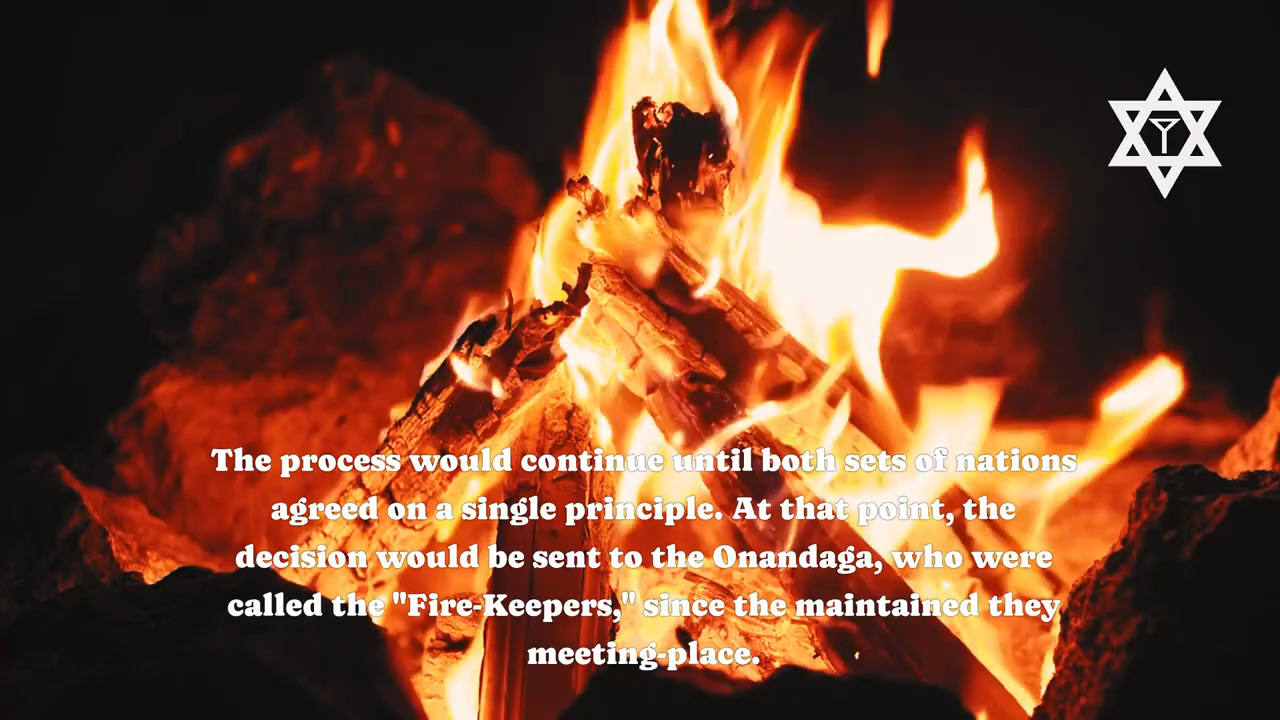 The process would continue until both sets of nations
agreed on a single principle. At that point, the
decision would be sent to the Onandaga, who were
called the "Fire-Keepers," since the maintained they
meeting-place.